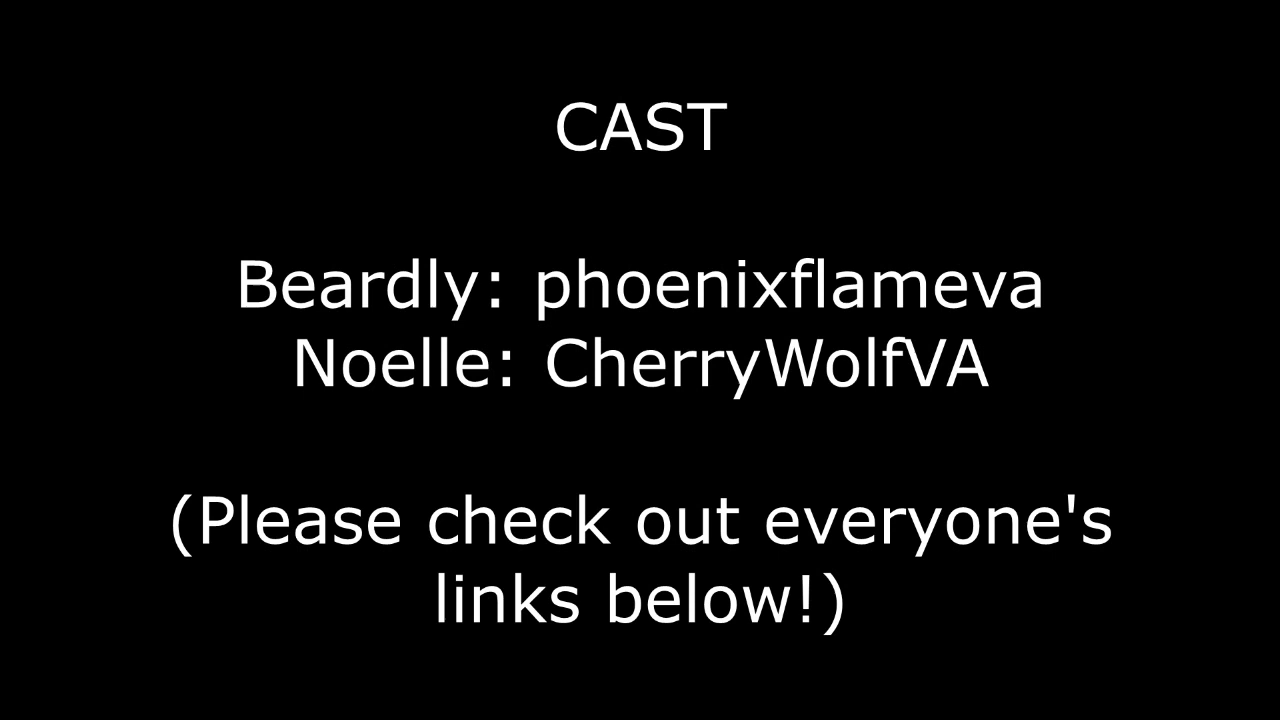 CAST
Beardly: phoenixflameva
Noelle: CherryWolfVA
(Please check out everyone's
links below!)